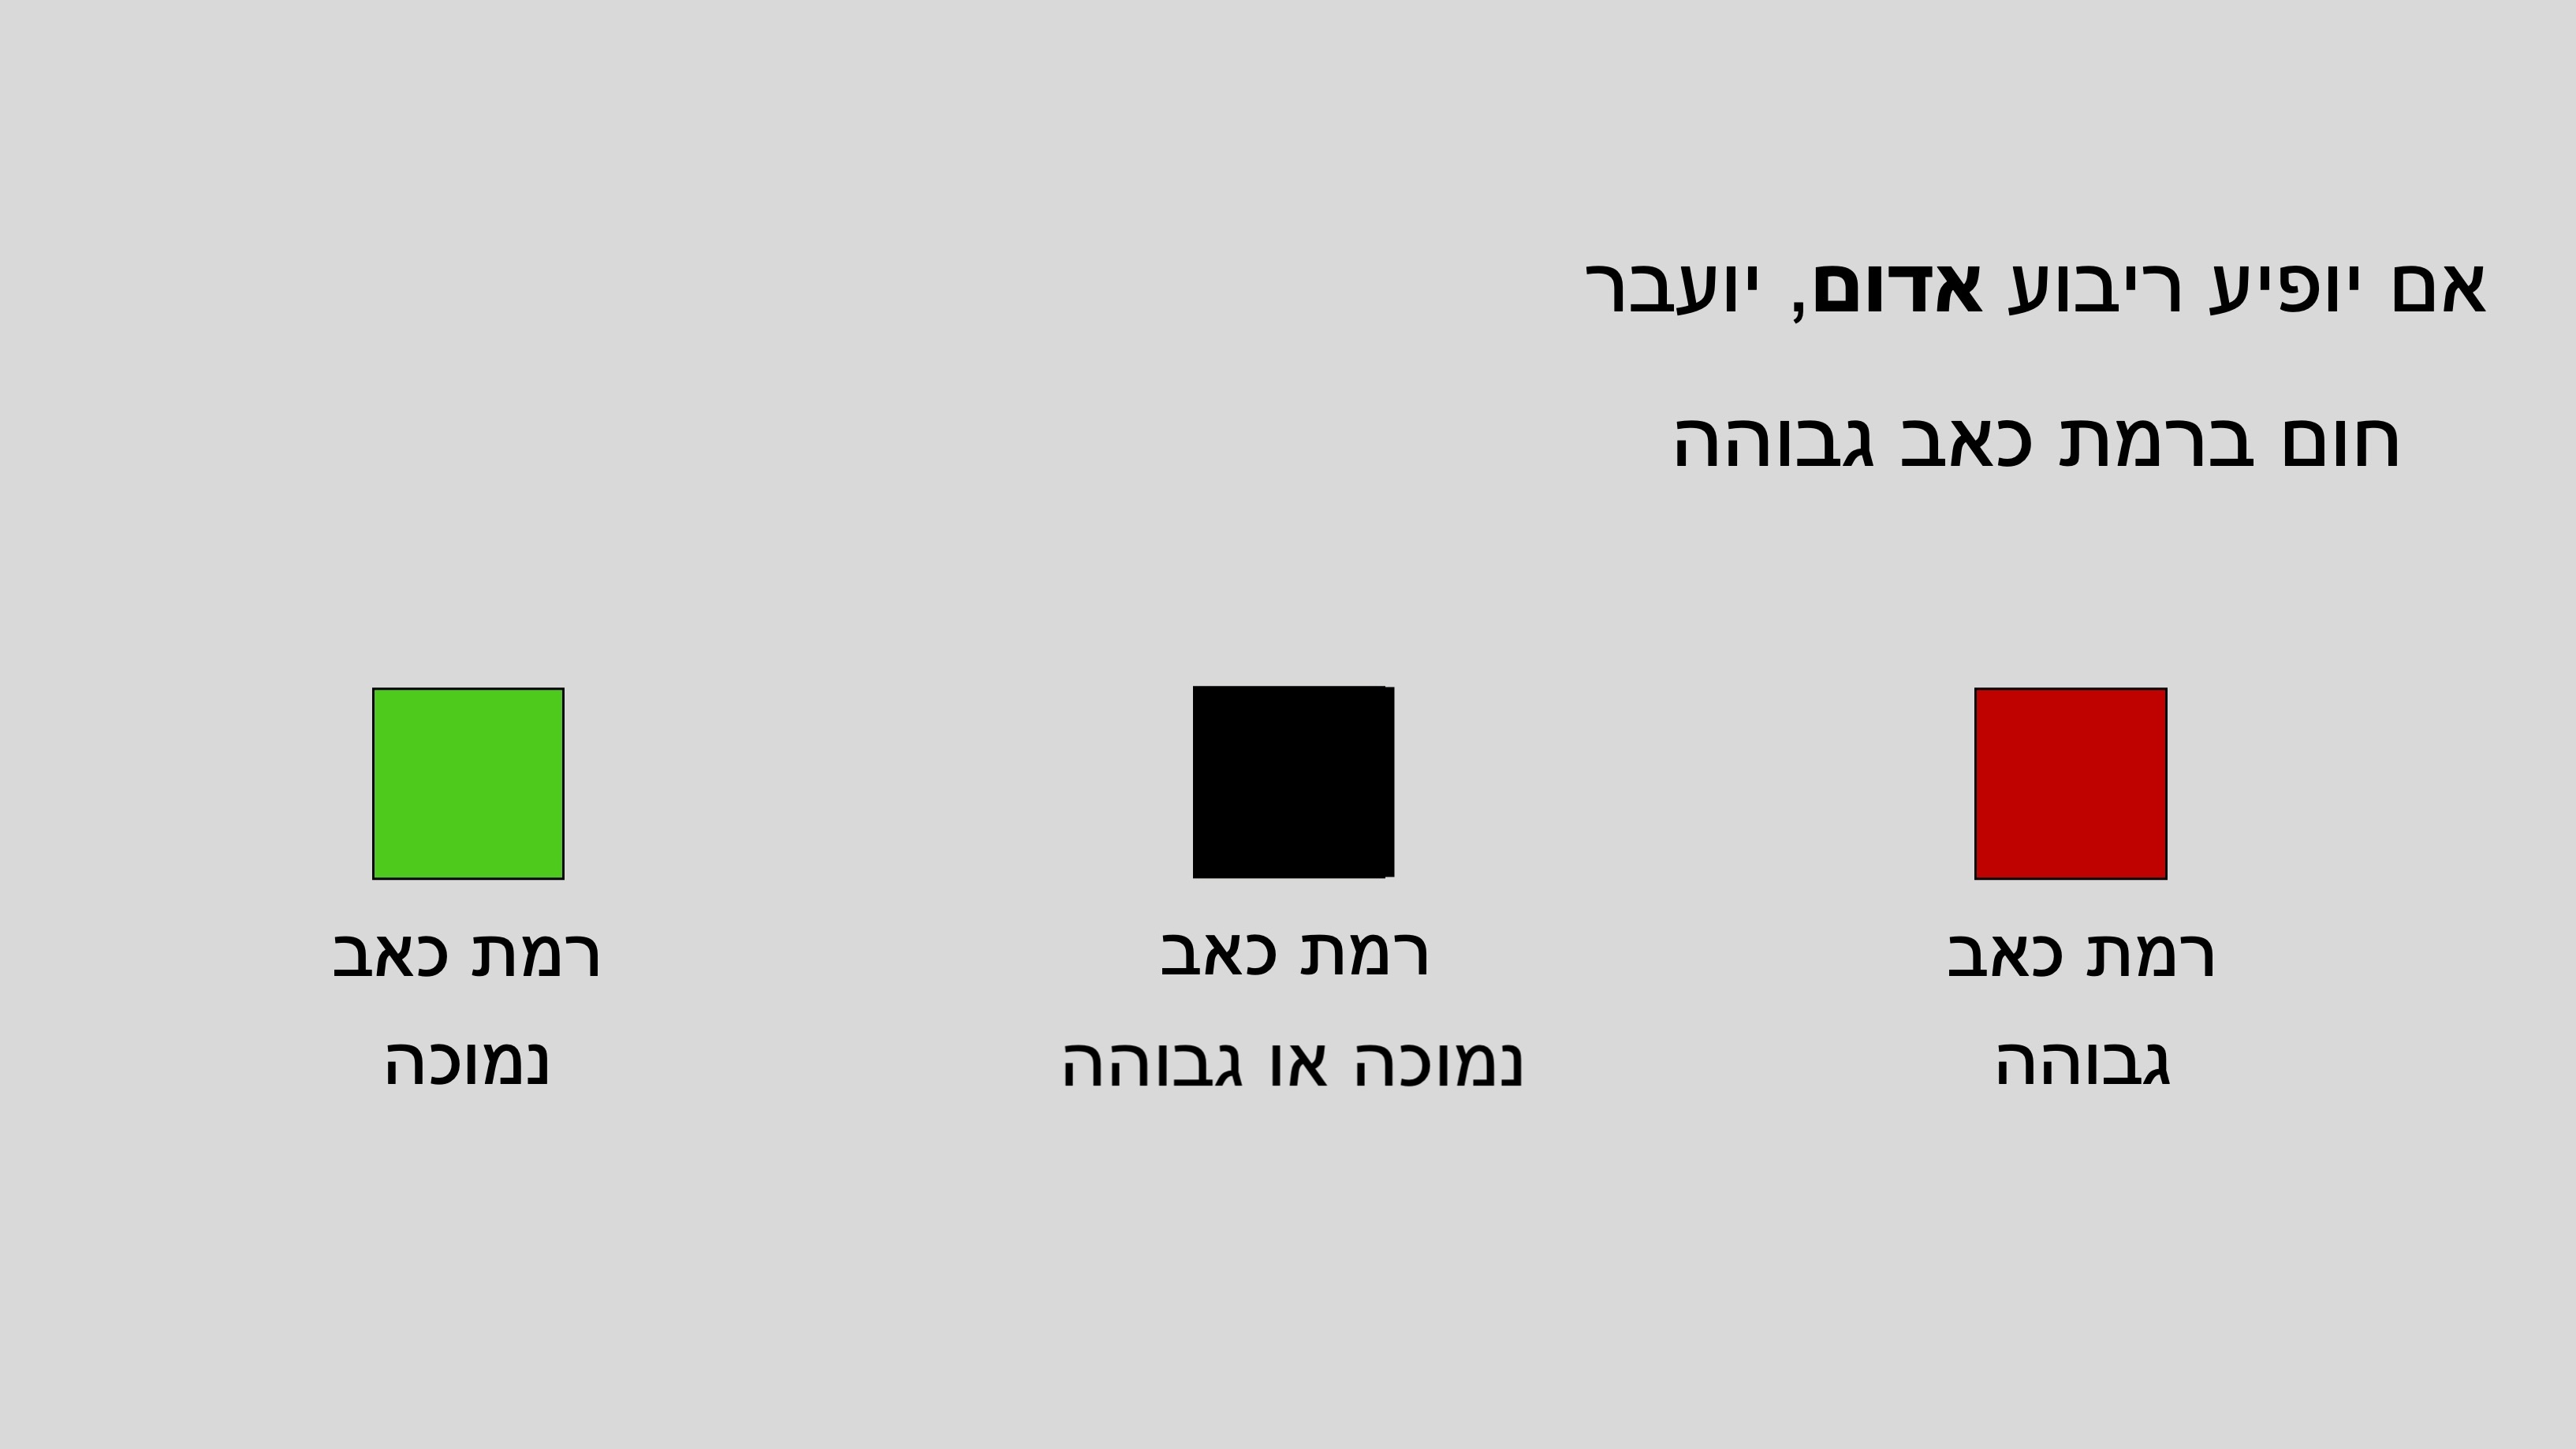 אם יופיע ריבוע אדום, יועבר
חום ברמת כאב גבוהה
רמת כאב
גבוהה
רמת כאב
נמוכה או גבוהה
רמת כאב
נמוכה